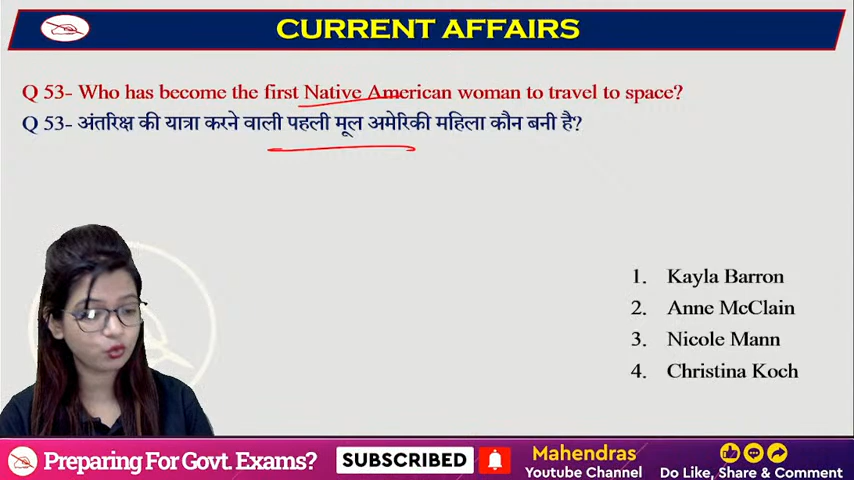 CURRENT AFFAIRS
Q 53- Who has become the first Native American woman to travel to space?
Q 53- अंतरिक्ष की यात्रा करने वाली पहली मूल अमेरिकी महिला कौन बनी है?
1. Kayla Barron
2. Anne McClain
3. Nicole Mann
4. Christina Koch
Preparing For Govt. Exams?
SUBSCRIBED
Mahendras
Youtube Channel
Do Like, Share & Comment